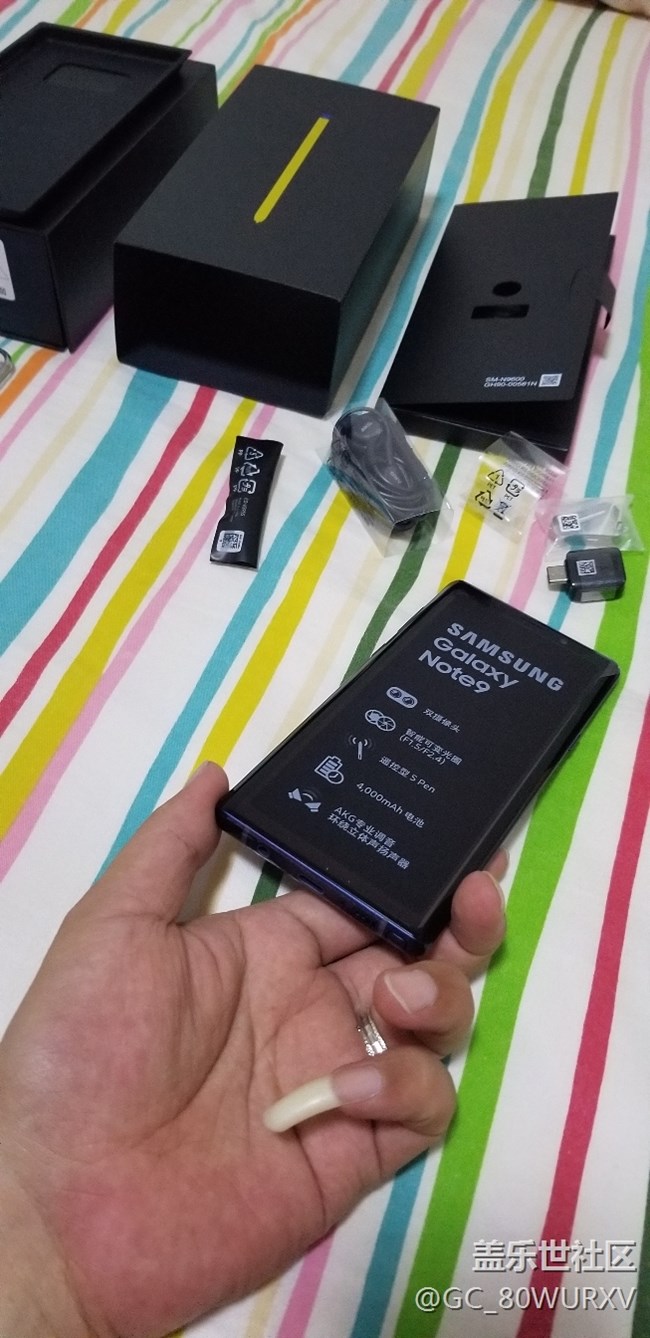 SM-N9600
SAMSUNG
Galaxy
Note9
双摄像头
智能可变光圈
(F1.5/F2.4)
遥控型 S Pen
4,000mAh 电池
AKG专业调音
环绕立体声扬声器
盖乐世社区
@GC_80WURXV